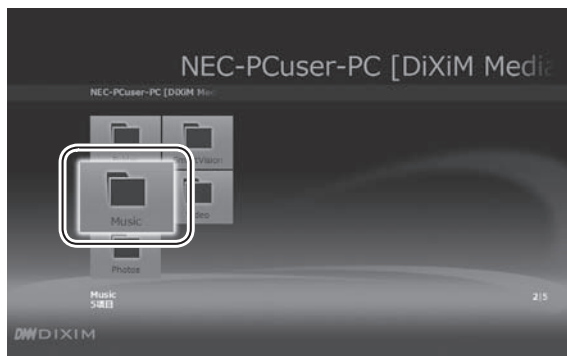 NEC-PCuser-PC [DiXiM Media
NEC-PCuser-PC [DiXiM Me
Music
Photos
Music
5項目
2|5
DIXIM